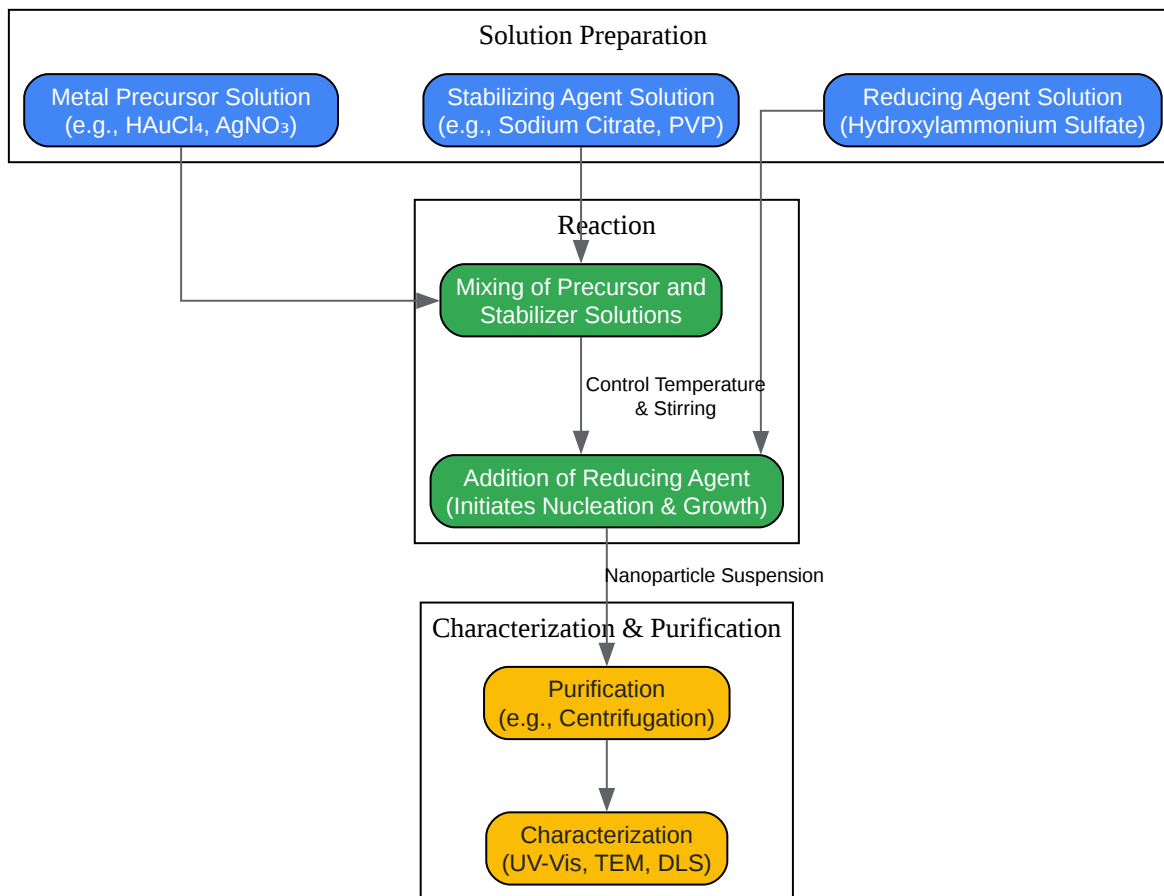 Solution Preparation
Metal Precursor Solution
(e.g., HAuCl₄, AgNO₃)
Stabilizing Agent Solution
(e.g., Sodium Citrate, PVP)
Reducing Agent Solution
(Hydroxylammonium Sulfate)
Reaction
Mixing of Precursor and
Stabilizer Solutions
Control Temperature
& Stirring
Addition of Reducing Agent
(Initiates Nucleation & Growth)
Nanoparticle Suspension
Characterization & Purification
Purification
(e.g., Centrifugation)
Characterization
(UV-Vis, TEM, DLS)